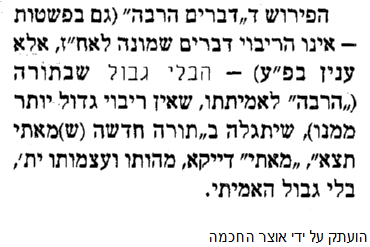 הפירוש ד„דברים הרבה" (גם בפשטות
– אינו הריבוי דברים שמונה לאח"ז, אלא
ענין בפ"ע) – הבלי גבול שבתורה
(„הרבה" לאמיתתו, שאין ריבוי גדול יותר
ממנו), שיתגלה ב„תורה חדשה (ש)מאתי
תצא", „מאתי" דייקא, מהותו ועצמותו ית',
בלי גבול האמיתי.
הועתק על ידי אוצר החכמה